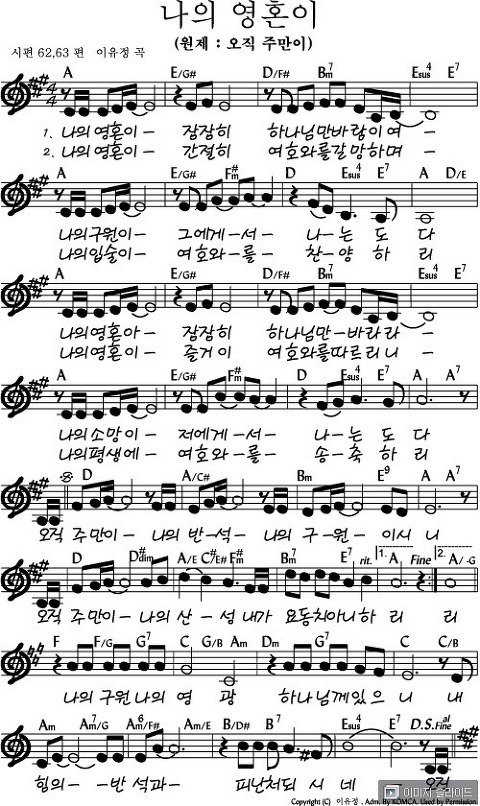 나의 영혼이
(원제 : 오직 주만이)
시편 62,63 편 이유정 곡
A E/G# D/F# Bm7 Esus4 E7
1. 나의영혼이- 잠잠히 하나님만바람이여-
2. 나의영혼이- 간절히 여호와를갈망하며-
A E/G# F#m D Esus4 E7 A D/E
나의구원이- 그에게-서- 나-는 도 다
나의입술이- 여호와-를- 찬-양 하 리
A E/G# D/F# Bm7 Esus4 E7
나의영혼아- 잠잠히 하나님만-바라라-
나의영혼이- 즐거이 여호와를따르리니-
A E/G# F#m D Esus4 E7 A A7
나의소망이- 저에게-서- 나-는 도 다
나의평생에- 여호와-를- 송-축 하 리
D A/C# Bm E9 A A7
오직 주만이- 나의 반-석- 나의 구-원- 이시 니
D D#dim A/E C#/E# F#m Bm7 E7 rit. 1. A Fine 2. A/-G
오직 주만이- 나의 산-성 내가 요동치아니하 리 리
F F/G G7 C G/B Am Dm G7 C C/B
나의 구원 나의 영 광 하나님께있으 니 내
Am Am7/G Am6/F# Am/E B/D# B7 Esus4 E7 D.S. al Fine
힘의- -반 석과- 피난처되 시 네 - 오직
Copyright (C) 이유정. Adm. By KOMCA. Used by Permission
이미지 슬라이드